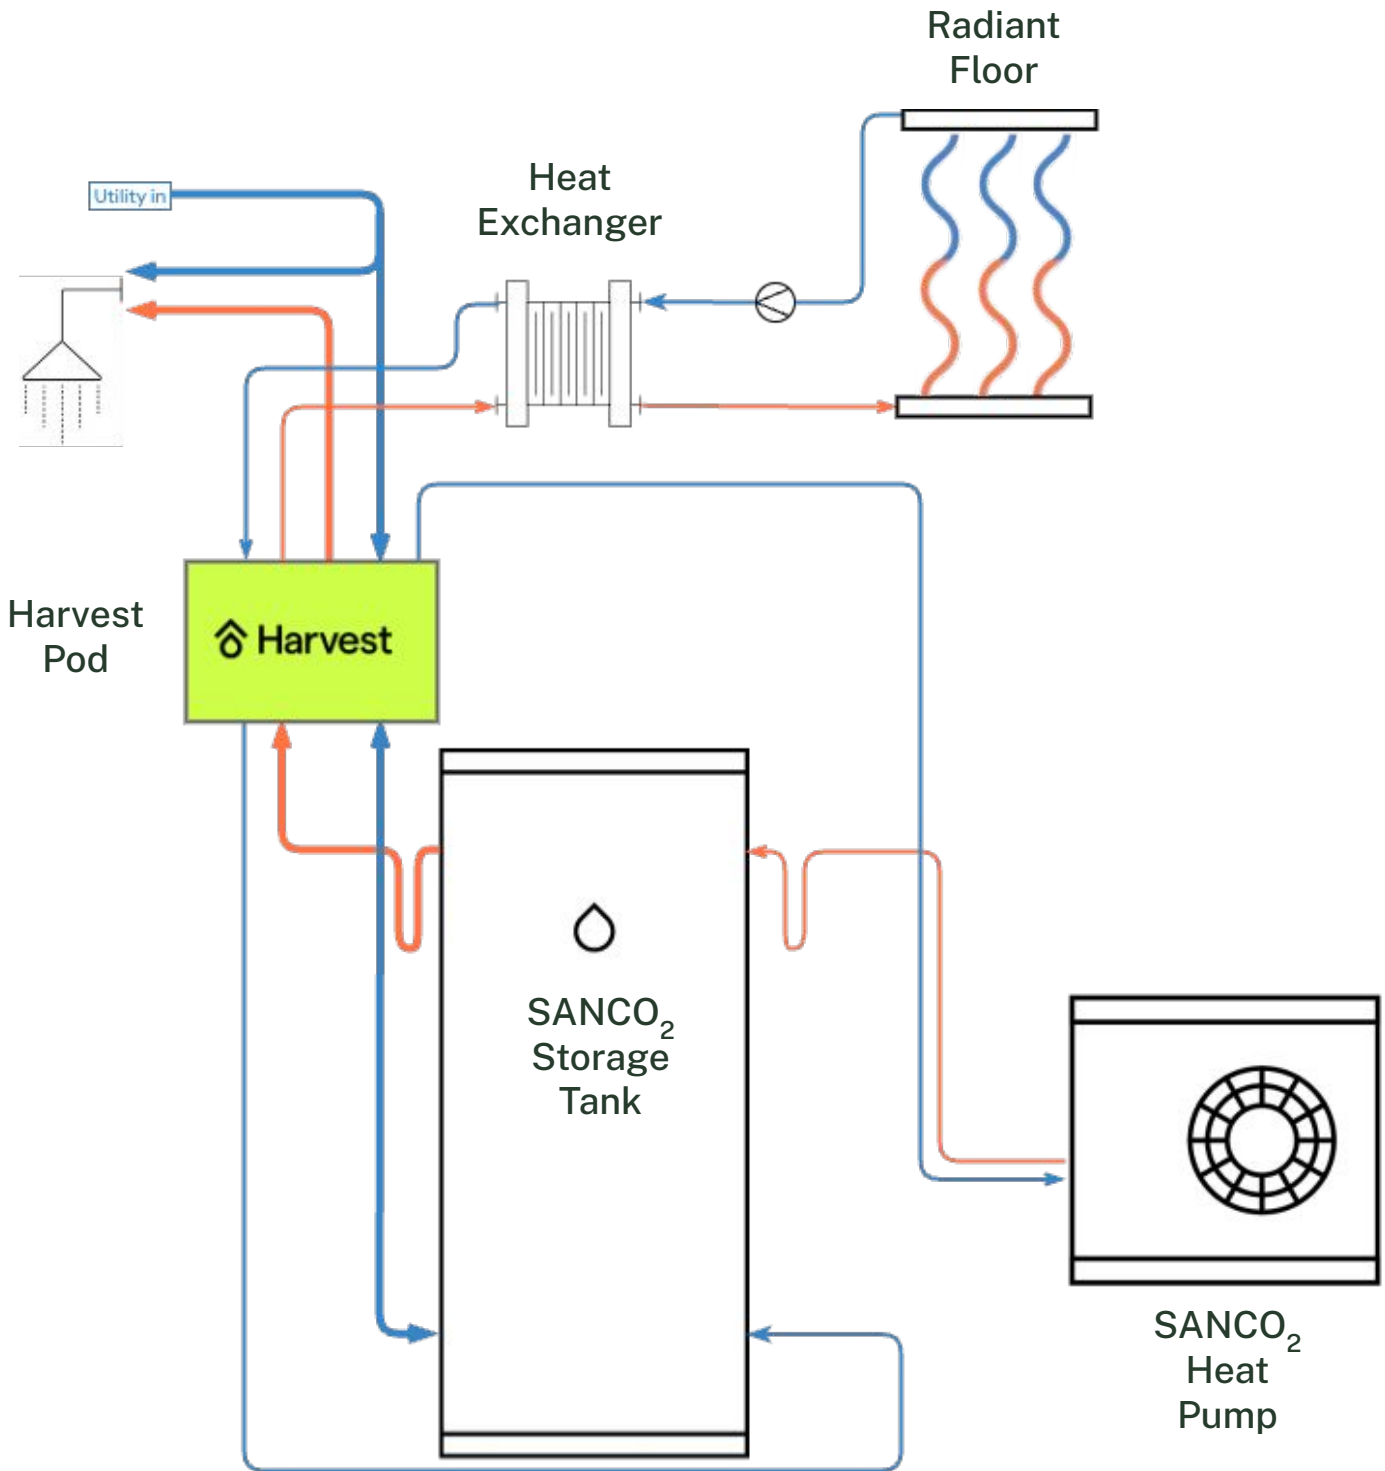 Radiant
Floor
Heat
Exchanger
Utility in
Harvest
Pod
Harvest
SANCO₂
Storage
Tank
SANCO₂
Heat
Pump